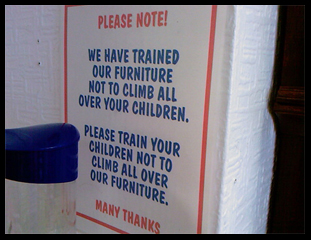 PLEASE NOTE!
WE HAVE TRAINED
OUR FURNITURE
NOT TO CLIMB ALL
OVER YOUR CHILDREN.
PLEASE TRAIN YOUR
CHILDREN NOT TO
CLIMB ALL OVER
OUR FURNITURE.
MANY THANKS